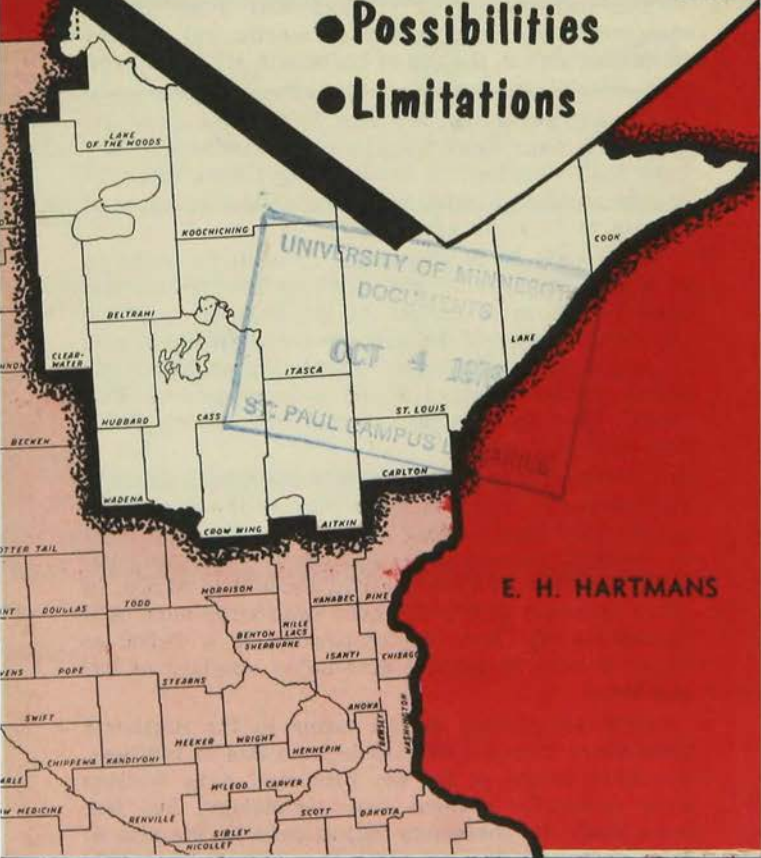 ●Possibilities
●Limitations
LAKE
OF THE WOODS
KOOCHICHING
COOK
UNIVERSITY OF MINNESOTA
DOCUMENTS
BELTRAMI
LAKE
OCT 4
CLEAR-
WATER
ITASCA
HUBBARD
CASS
ST. LOUIS
ST. PAUL CAMPUS
BECKER
CARLTON
WADENA
CROW WING
AITKIN
OTTER TAIL
E. H. HARTMANS
DOUGLAS
TODD
MORRISON
KANABEC
PINE
MILLE
LACS
BENTON
SHERBURNE
ISANTI
CHISAGO
POPE
STEARNS
SWIFT
ANOKA
RAMSEY
WASHINGTON
MEEKER
WRIGHT
HENNEPIN
CHIPPEWA
KANDIYOHI
McLEOD
CARVER
W MEDICINE
RENVILLE
SCOTT
DAKOTA
SIBLEY
NICOLLET